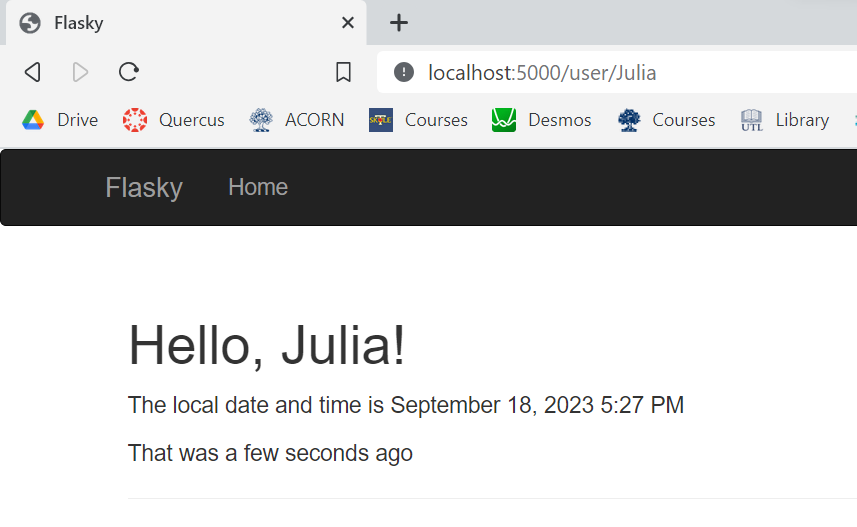 Flasky
localhost:5000/user/Julia
Drive Quercus ACORN Courses Desmos Courses Library
Flasky Home
Hello, Julia!
The local date and time is September 18, 2023 5:27 PM
That was a few seconds ago